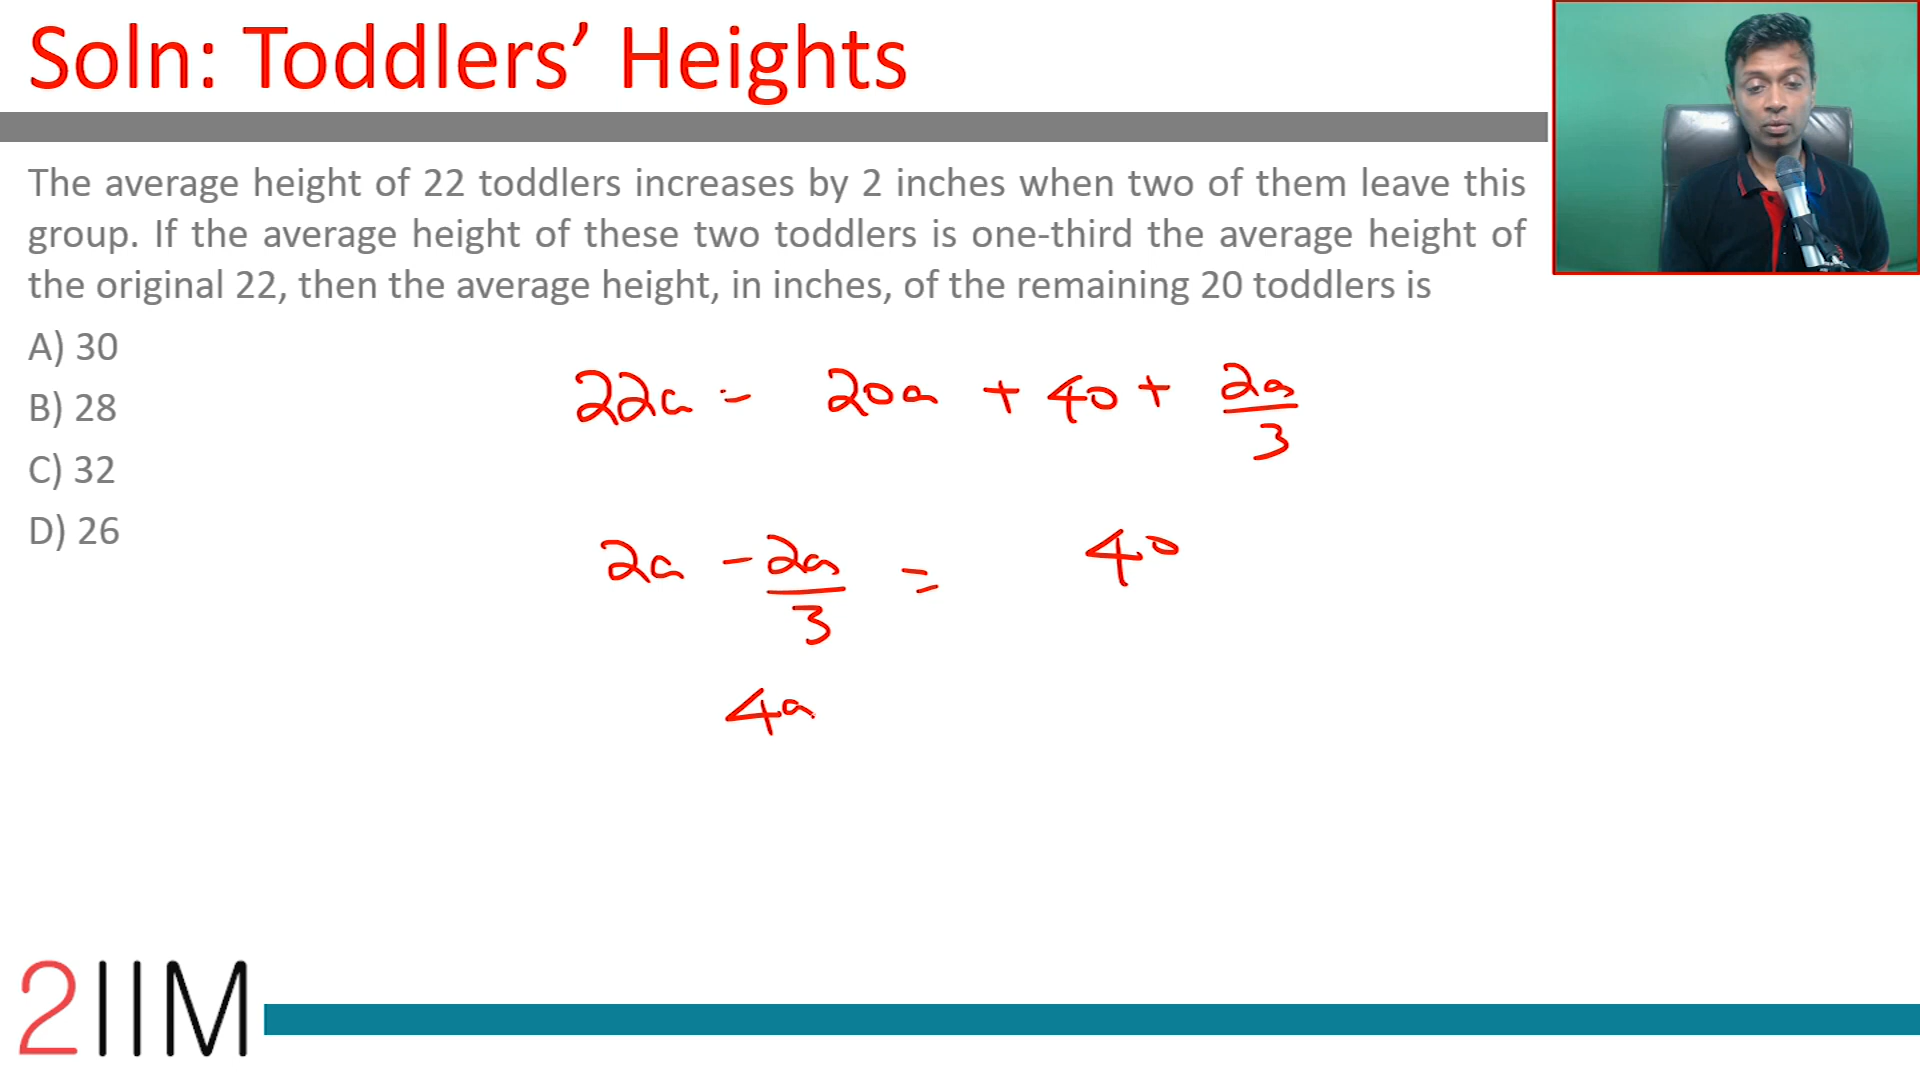 Soln: Toddlers’ Heights
The average height of 22 toddlers increases by 2 inches when two of them leave this
group. If the average height of these two toddlers is one-third the average height of
the original 22, then the average height, in inches, of the remaining 20 toddlers is
A) 30
B) 28
C) 32
D) 26
22a = 20a + 40 + 2a/3
2a - 2a/3 = 40
4a
2IIM